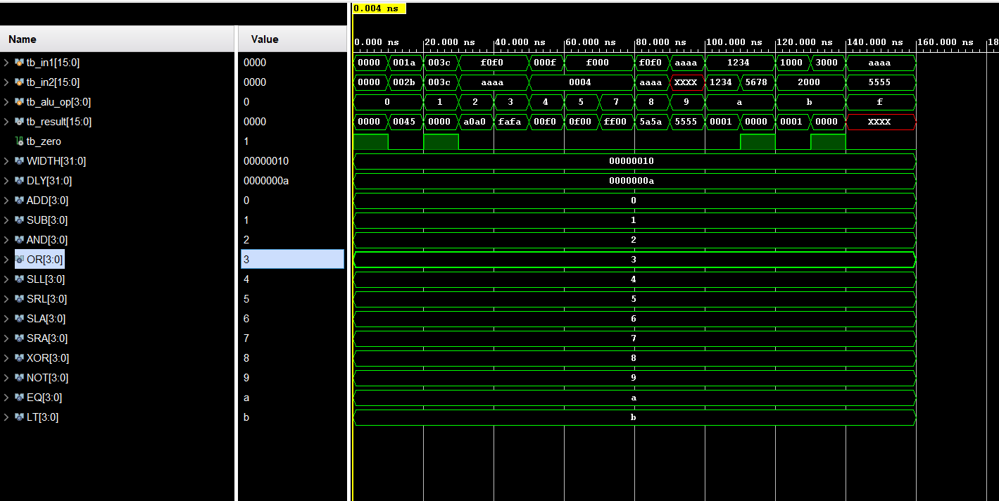 0.004 ns
Name Value
0.000 ns 20.000 ns 40.000 ns 60.000 ns 80.000 ns 100.000 ns 120.000 ns 140.000 ns 160.000 ns 18
tb_in1[15:0] 0000 0000 001a 003c f0f0 000f f000 f0f0 aaaa 1234 1000 3000 aaaa
tb_in2[15:0] 0000 0000 002b 003c aaaa 0004 aaaa XXXX 1234 5678 2000 5555
tb_alu_op[3:0] 0 0 1 2 3 4 5 7 8 9 a b f
tb_result[15:0] 0000 0000 0045 0000 a0a0 fafa 00f0 0f00 ff00 5a5a 5555 0001 0000 0001 0000 XXXX
tb_zero 1
WIDTH[31:0] 00000010 00000010
DLY[31:0] 0000000a 0000000a
ADD[3:0] 0 0
SUB[3:0] 1 1
AND[3:0] 2 2
OR[3:0] 3 3
SLL[3:0] 4 4
SRL[3:0] 5 5
SLA[3:0] 6 6
SRA[3:0] 7 7
XOR[3:0] 8 8
NOT[3:0] 9 9
EQ[3:0] a a
LT[3:0] b b